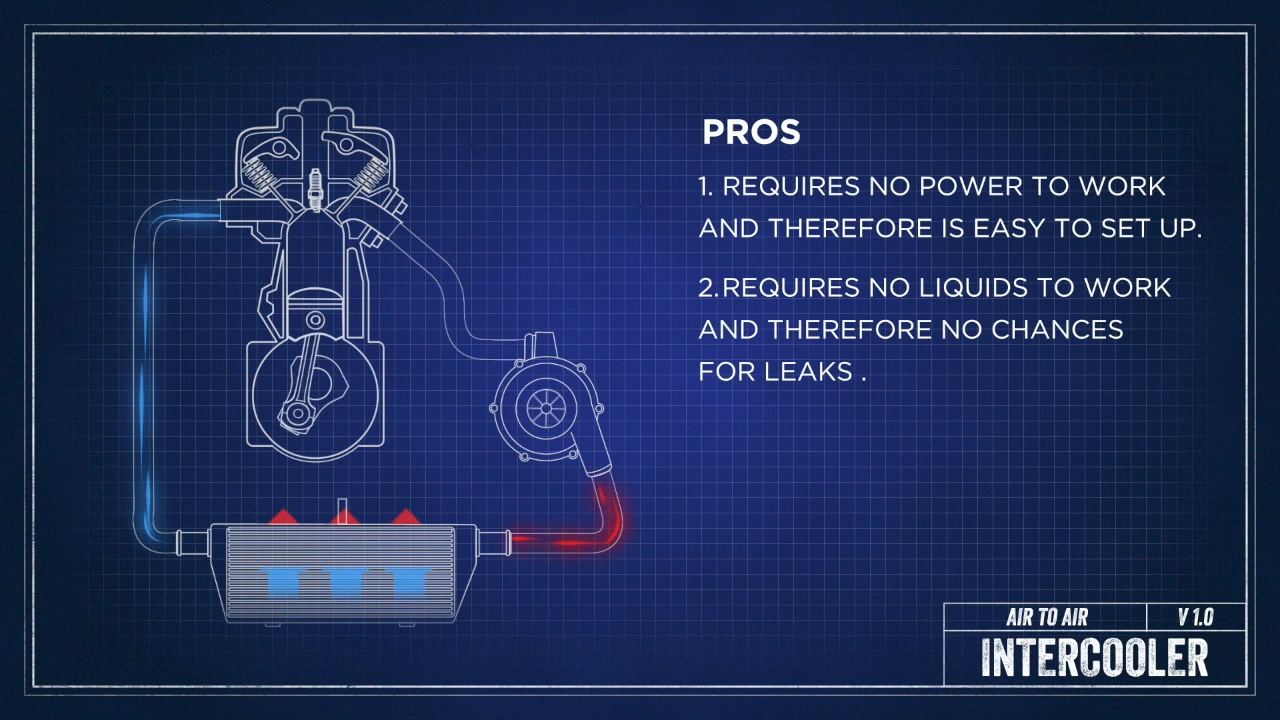 PROS
1. REQUIRES NO POWER TO WORK
AND THEREFORE IS EASY TO SET UP.
2.REQUIRES NO LIQUIDS TO WORK
AND THEREFORE NO CHANCES
FOR LEAKS .
AIR TO AIR
V 1.0
INTERCOOLER